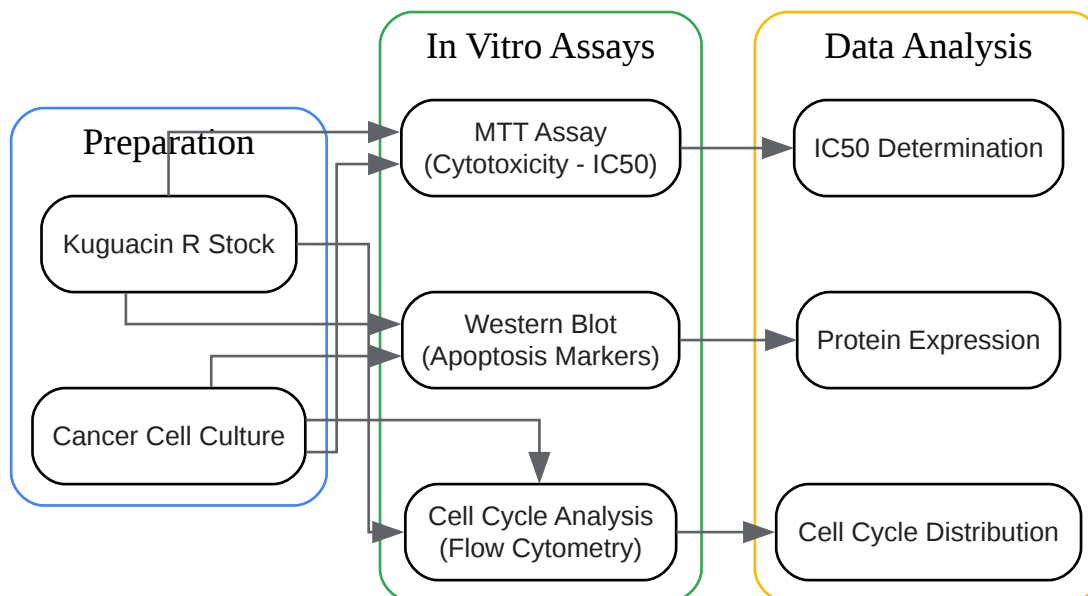 Preparation
Kuguacin R Stock
Cancer Cell Culture
In Vitro Assays
MTT Assay
(Cytotoxicity - IC50)
Western Blot
(Apoptosis Markers)
Cell Cycle Analysis
(Flow Cytometry)
Data Analysis
IC50 Determination
Protein Expression
Cell Cycle Distribution